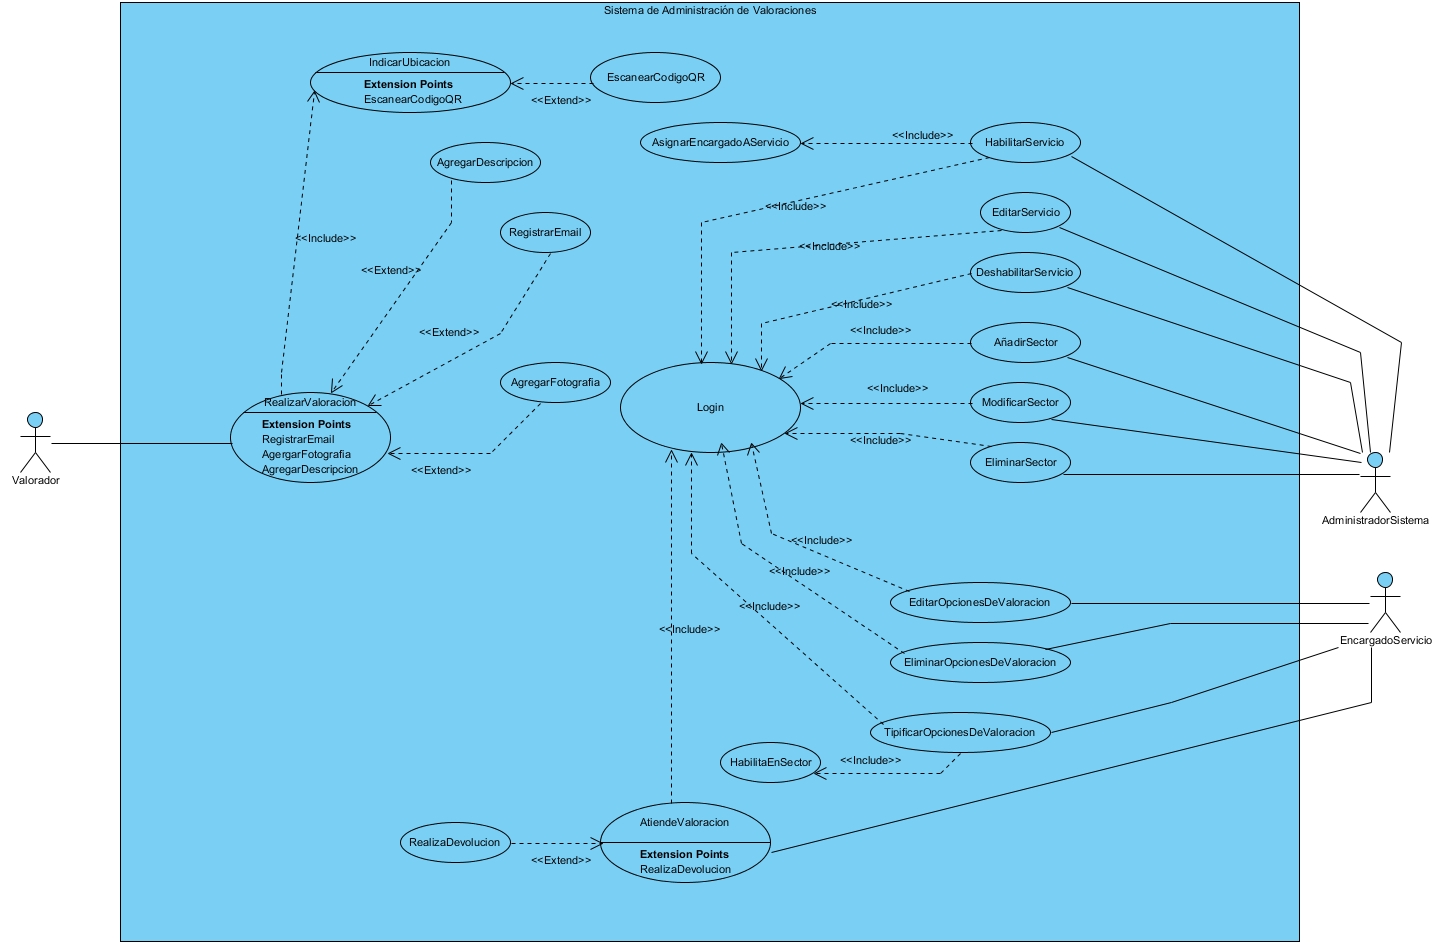 Sistema de Administración de Valoraciones
IndicarUbicacion
Extension Points
EscanearCodigoQR
EscanearCodigoQR
<<Extend>>
AsignarEncargadoAServicio
<<Include>>
HabilitarServicio
AgregarDescripcion
<<Include>>
EditarServicio
RegistrarEmail
<<Include>>
<<Include>>
<<Extend>>
DeshabilitarServicio
<<Include>>
<<Extend>>
<<Include>>
AñadirSector
AgregarFotografia
<<Include>>
ModificarSector
RealizarValoracion
Extension Points
RegistrarEmail
AgergarFotografia
AgregarDescripcion
Login
<<Include>>
EliminarSector
<<Extend>>
Valorador
AdministradorSistema
<<Include>>
<<Include>>
EditarOpcionesDeValoracion
<<Include>>
<<Include>>
EncargadoServicio
EliminarOpcionesDeValoracion
TipificarOpcionesDeValoracion
HabilitaEnSector
<<Include>>
AtiendeValoracion
Extension Points
RealizaDevolucion
RealizaDevolucion
<<Extend>>